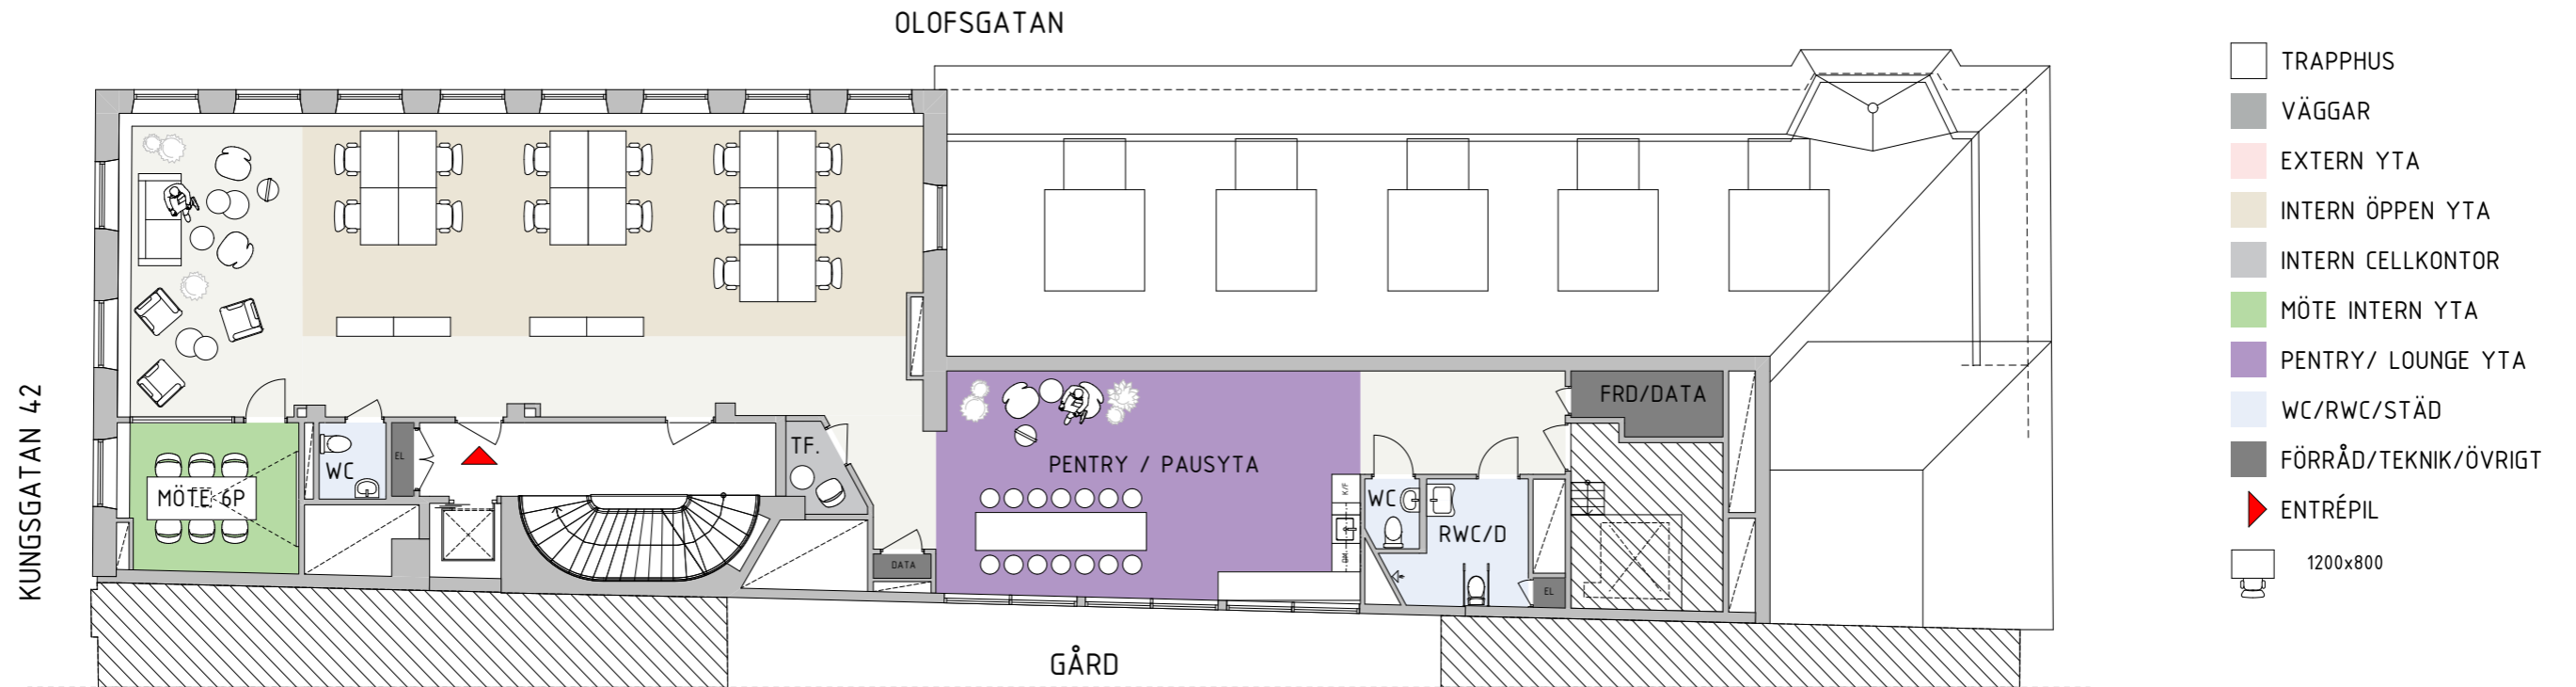 OLOFSGATAN
TRAPPHUS
VÄGGAR
EXTERN YTA
INTERN ÖPPEN YTA
INTERN CELLKONTOR
MÖTE INTERN YTA
PENTRY/ LOUNGE YTA
WC/RWC/STÄD
FÖRRÅD/TEKNIK/ÖVRIGT
ENTRÉPIL
1200x800
KUNGSGATAN 42
MÖTE 6P
WC
EL
TF.
DATA
PENTRY / PAUSYTA
K/F
DM
WC
RWC/D
EL
FRD/DATA
GÅRD